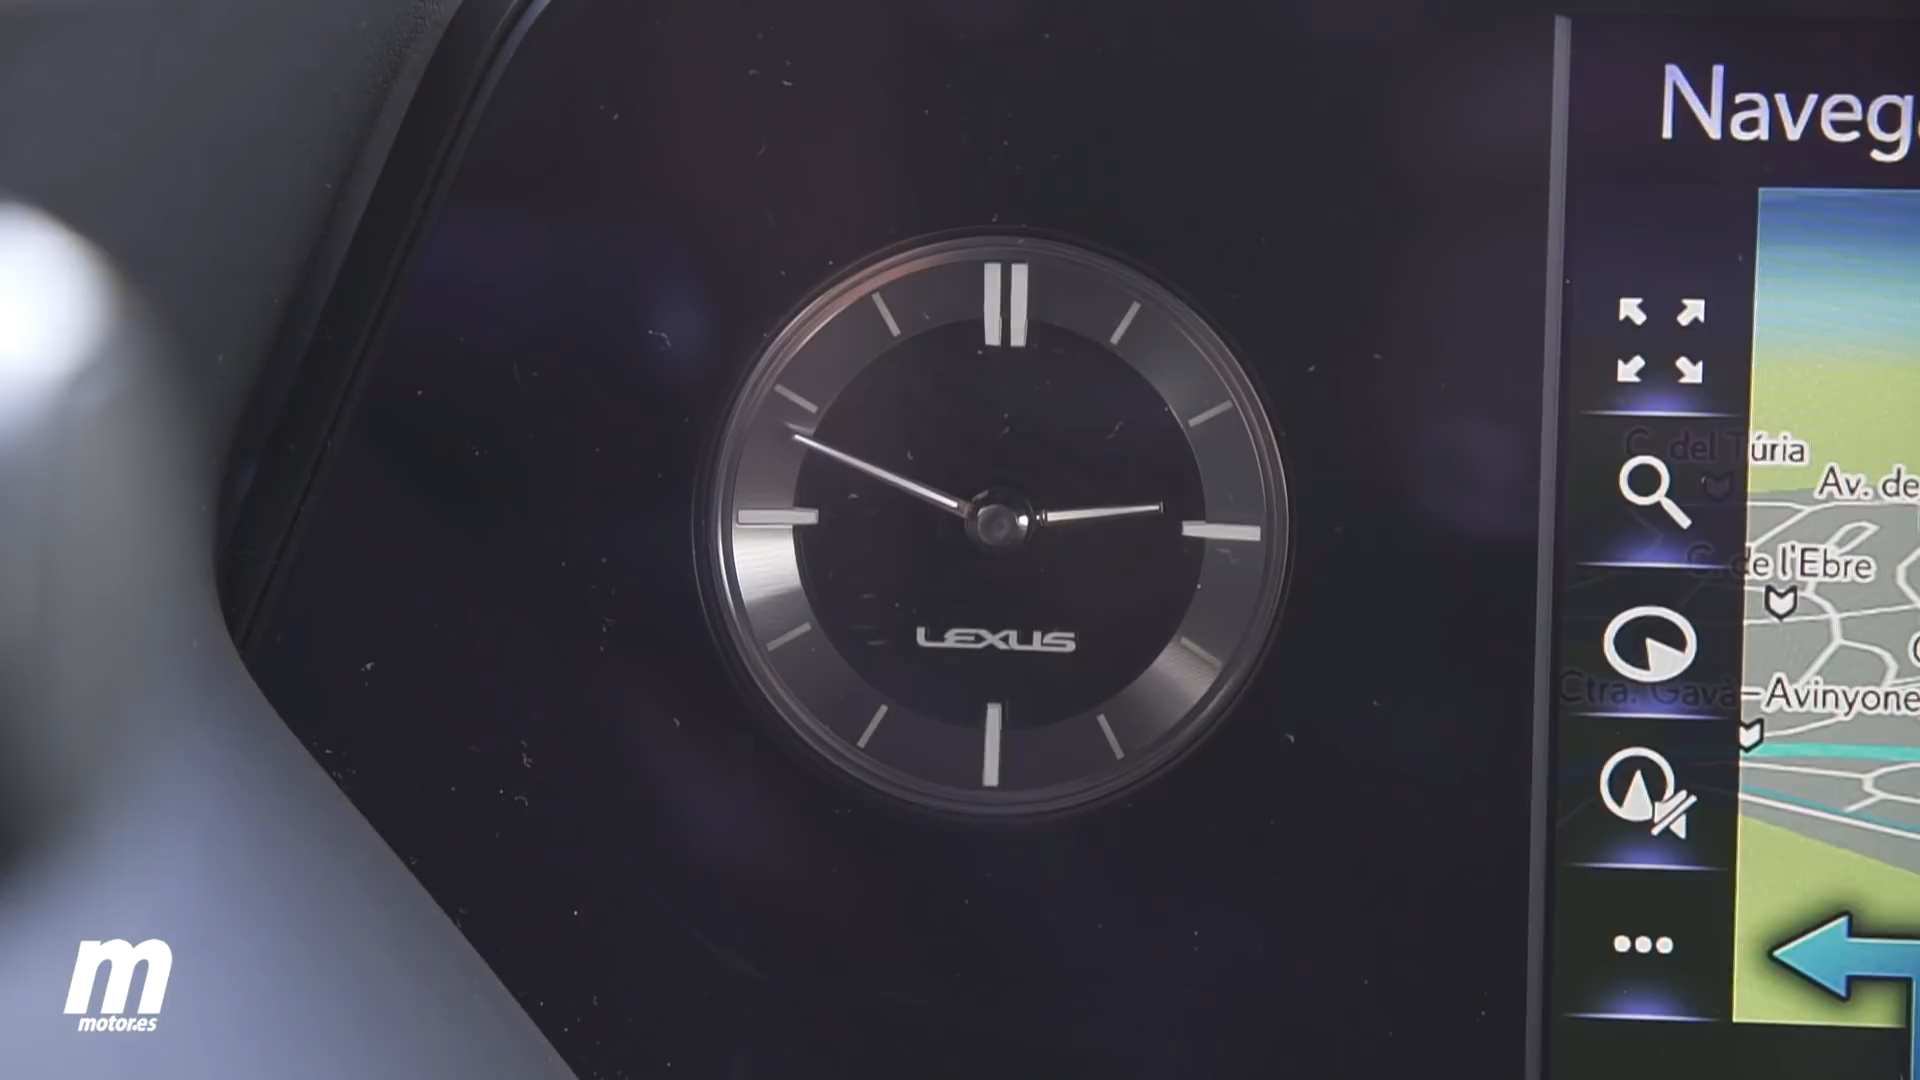 Naveg
C. del Túria
Av. de
C. de l'Ebre
LEXUS
Ctra. Gavà-Avinyone
m
motor.es